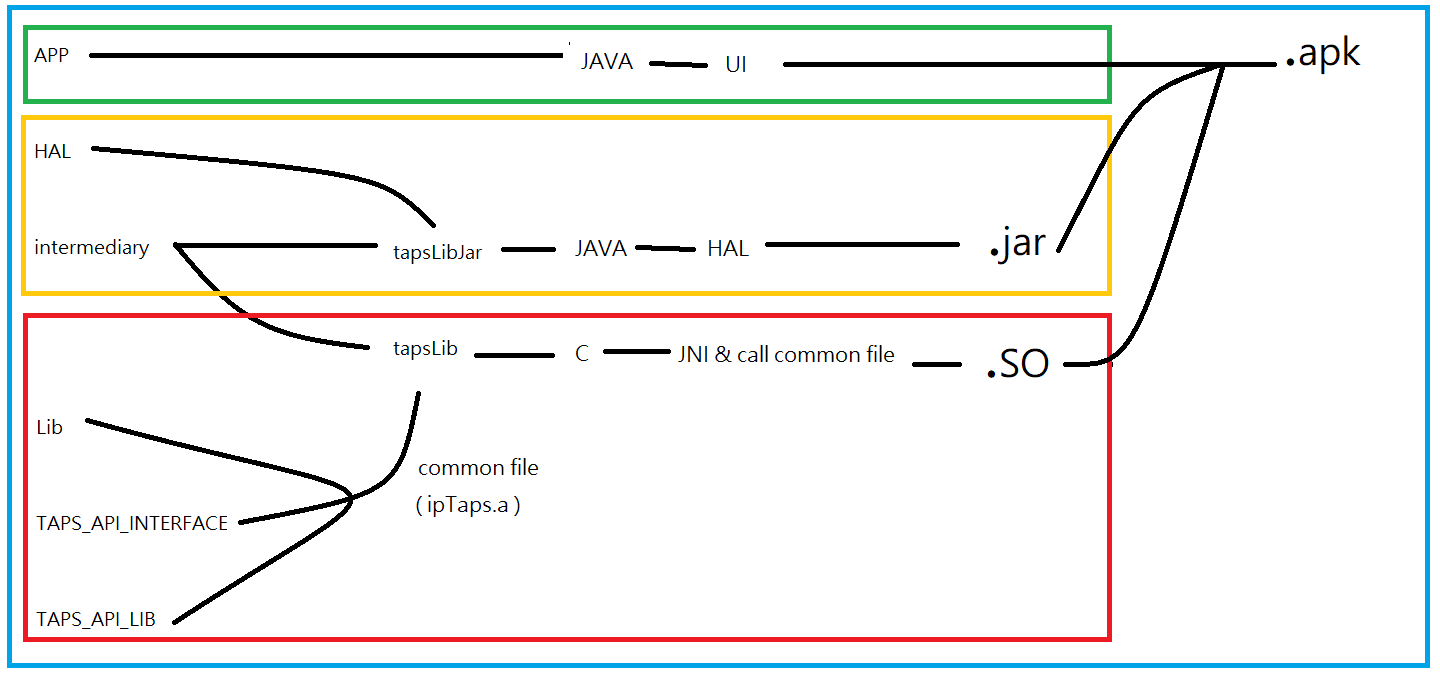 APP JAVA UI .apk
HAL
intermediary tapsLibJar JAVA HAL .jar
tapsLib C JNI & call common file .SO
Lib
common file
( ipTaps.a )
TAPS_API_INTERFACE
TAPS_API_LIB